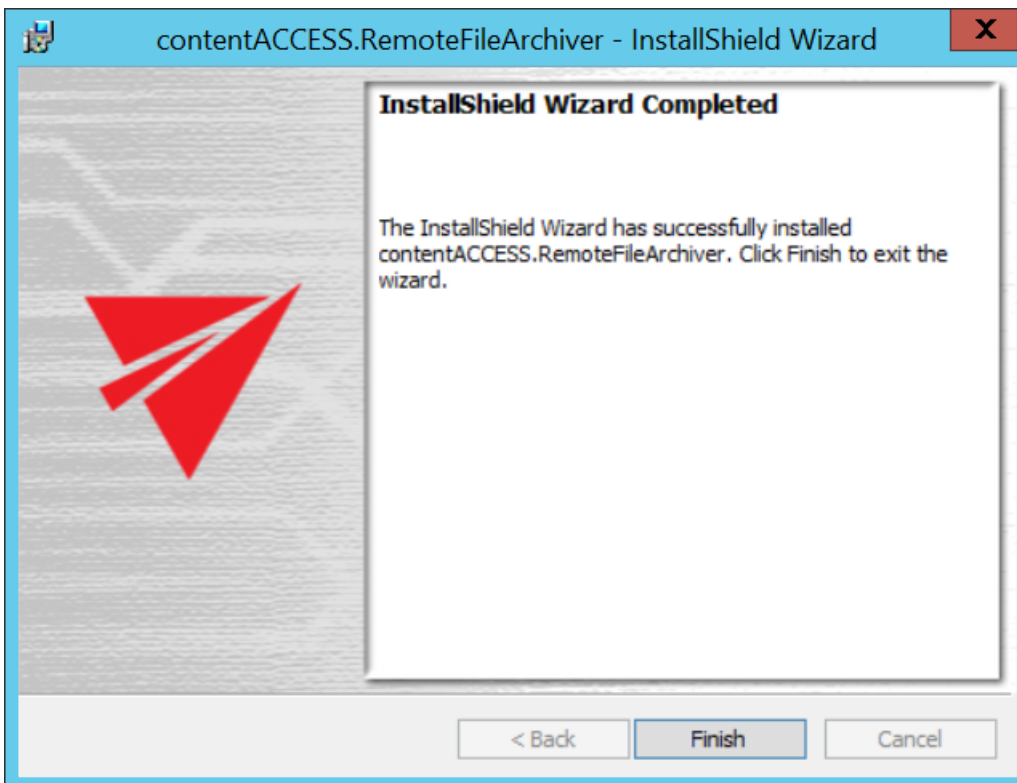 contentACCESS.RemoteFileArchiver - InstallShield Wizard
X
InstallShield Wizard Completed
The InstallShield Wizard has successfully installed
contentACCESS.RemoteFileArchiver. Click Finish to exit the
wizard.
< Back
Finish
Cancel